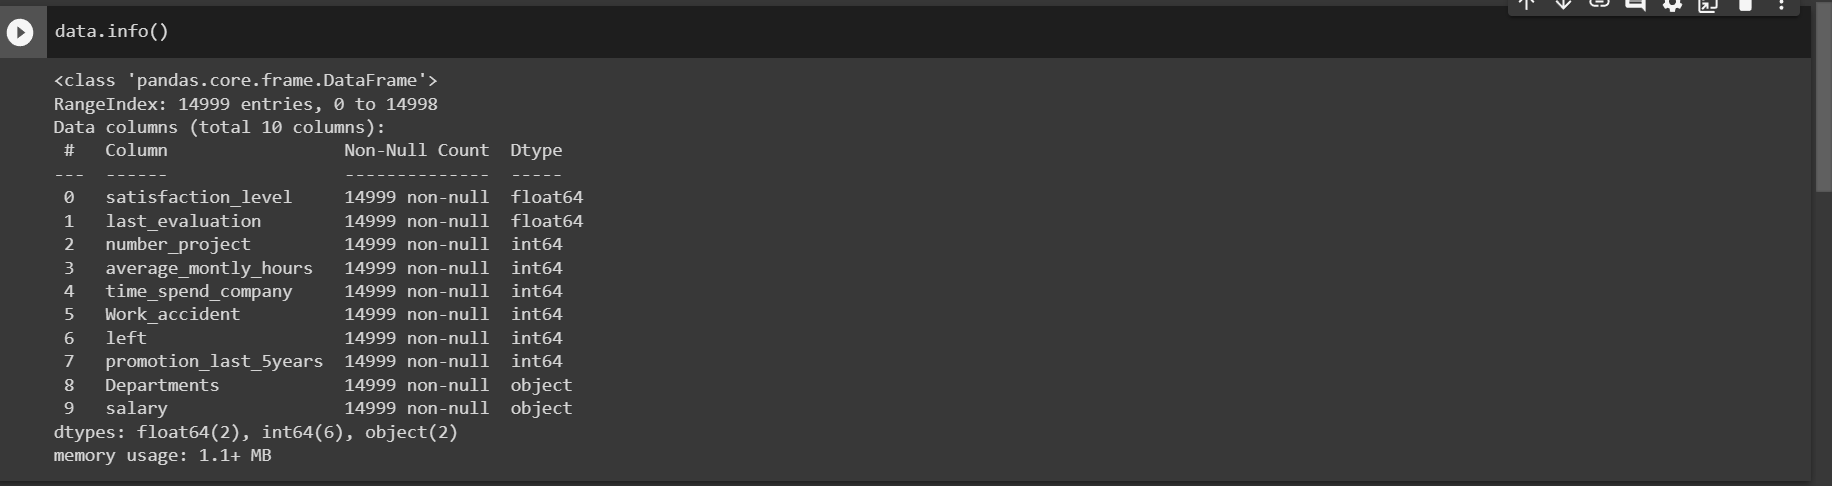 data.info()
<class 'pandas.core.frame.DataFrame'>
RangeIndex: 14999 entries, 0 to 14998
Data columns (total 10 columns):
 #   Column                 Non-Null Count  Dtype
---  ------                 --------------  -----
 0   satisfaction_level     14999 non-null  float64
 1   last_evaluation        14999 non-null  float64
 2   number_project         14999 non-null  int64
 3   average_montly_hours   14999 non-null  int64
 4   time_spend_company     14999 non-null  int64
 5   Work_accident          14999 non-null  int64
 6   left                   14999 non-null  int64
 7   promotion_last_5years  14999 non-null  int64
 8   Departments            14999 non-null  object
 9   salary                 14999 non-null  object
dtypes: float64(2), int64(6), object(2)
memory usage: 1.1+ MB